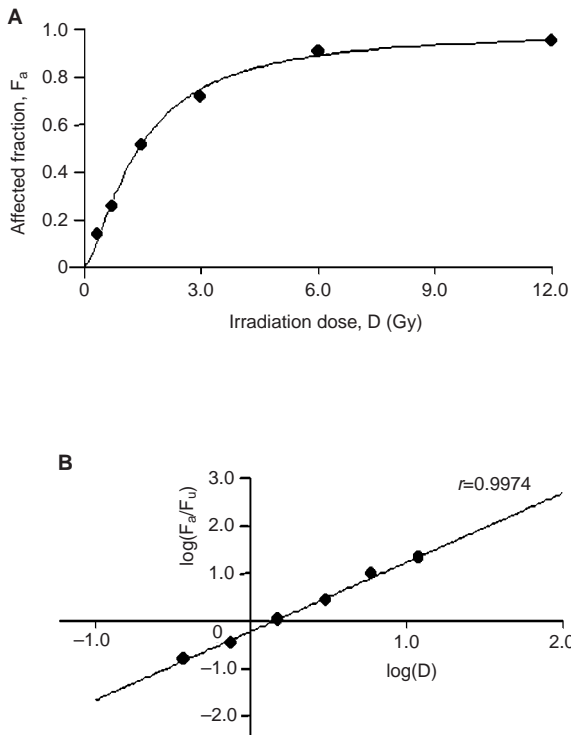 A
Affected fraction, Fa
1.0
0.8
0.6
0.4
0.2
0
0 3.0 6.0 9.0 12.0
Irradiation dose, D (Gy)
B
log(Fa/Fu)
r=0.9974
3.0
2.0
1.0
0
–1.0 1.0 2.0
log(D)
–1.0
–2.0